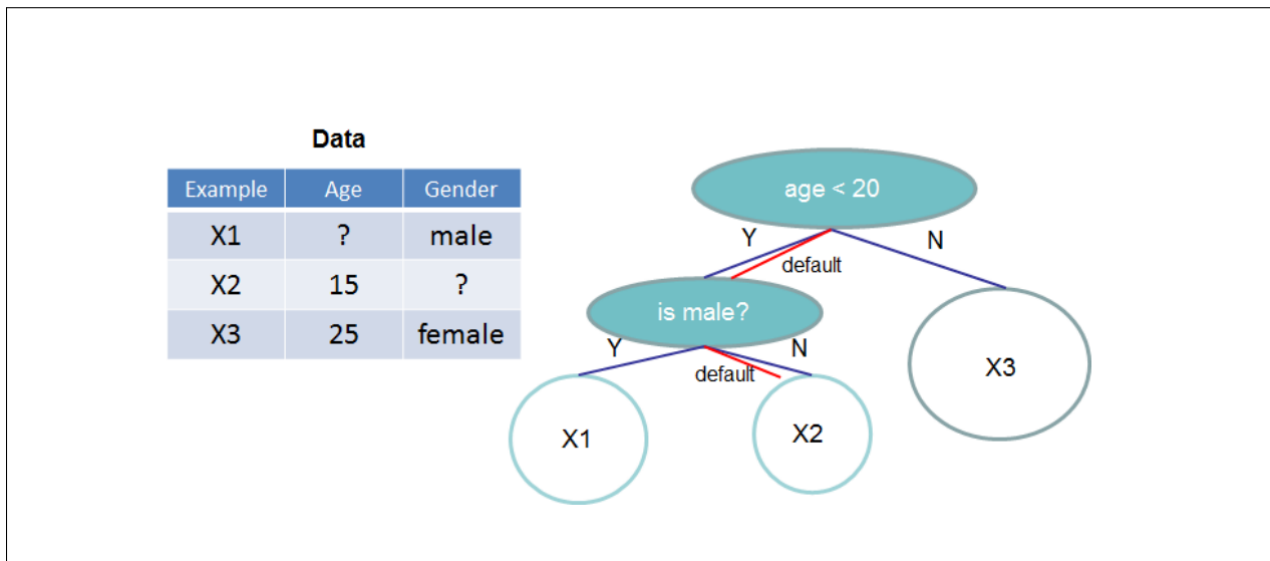 Data
Example Age Gender
X1 ? male
X2 15 ?
X3 25 female
age < 20
Y N
default
is male?
Y N
default
X1 X2 X3